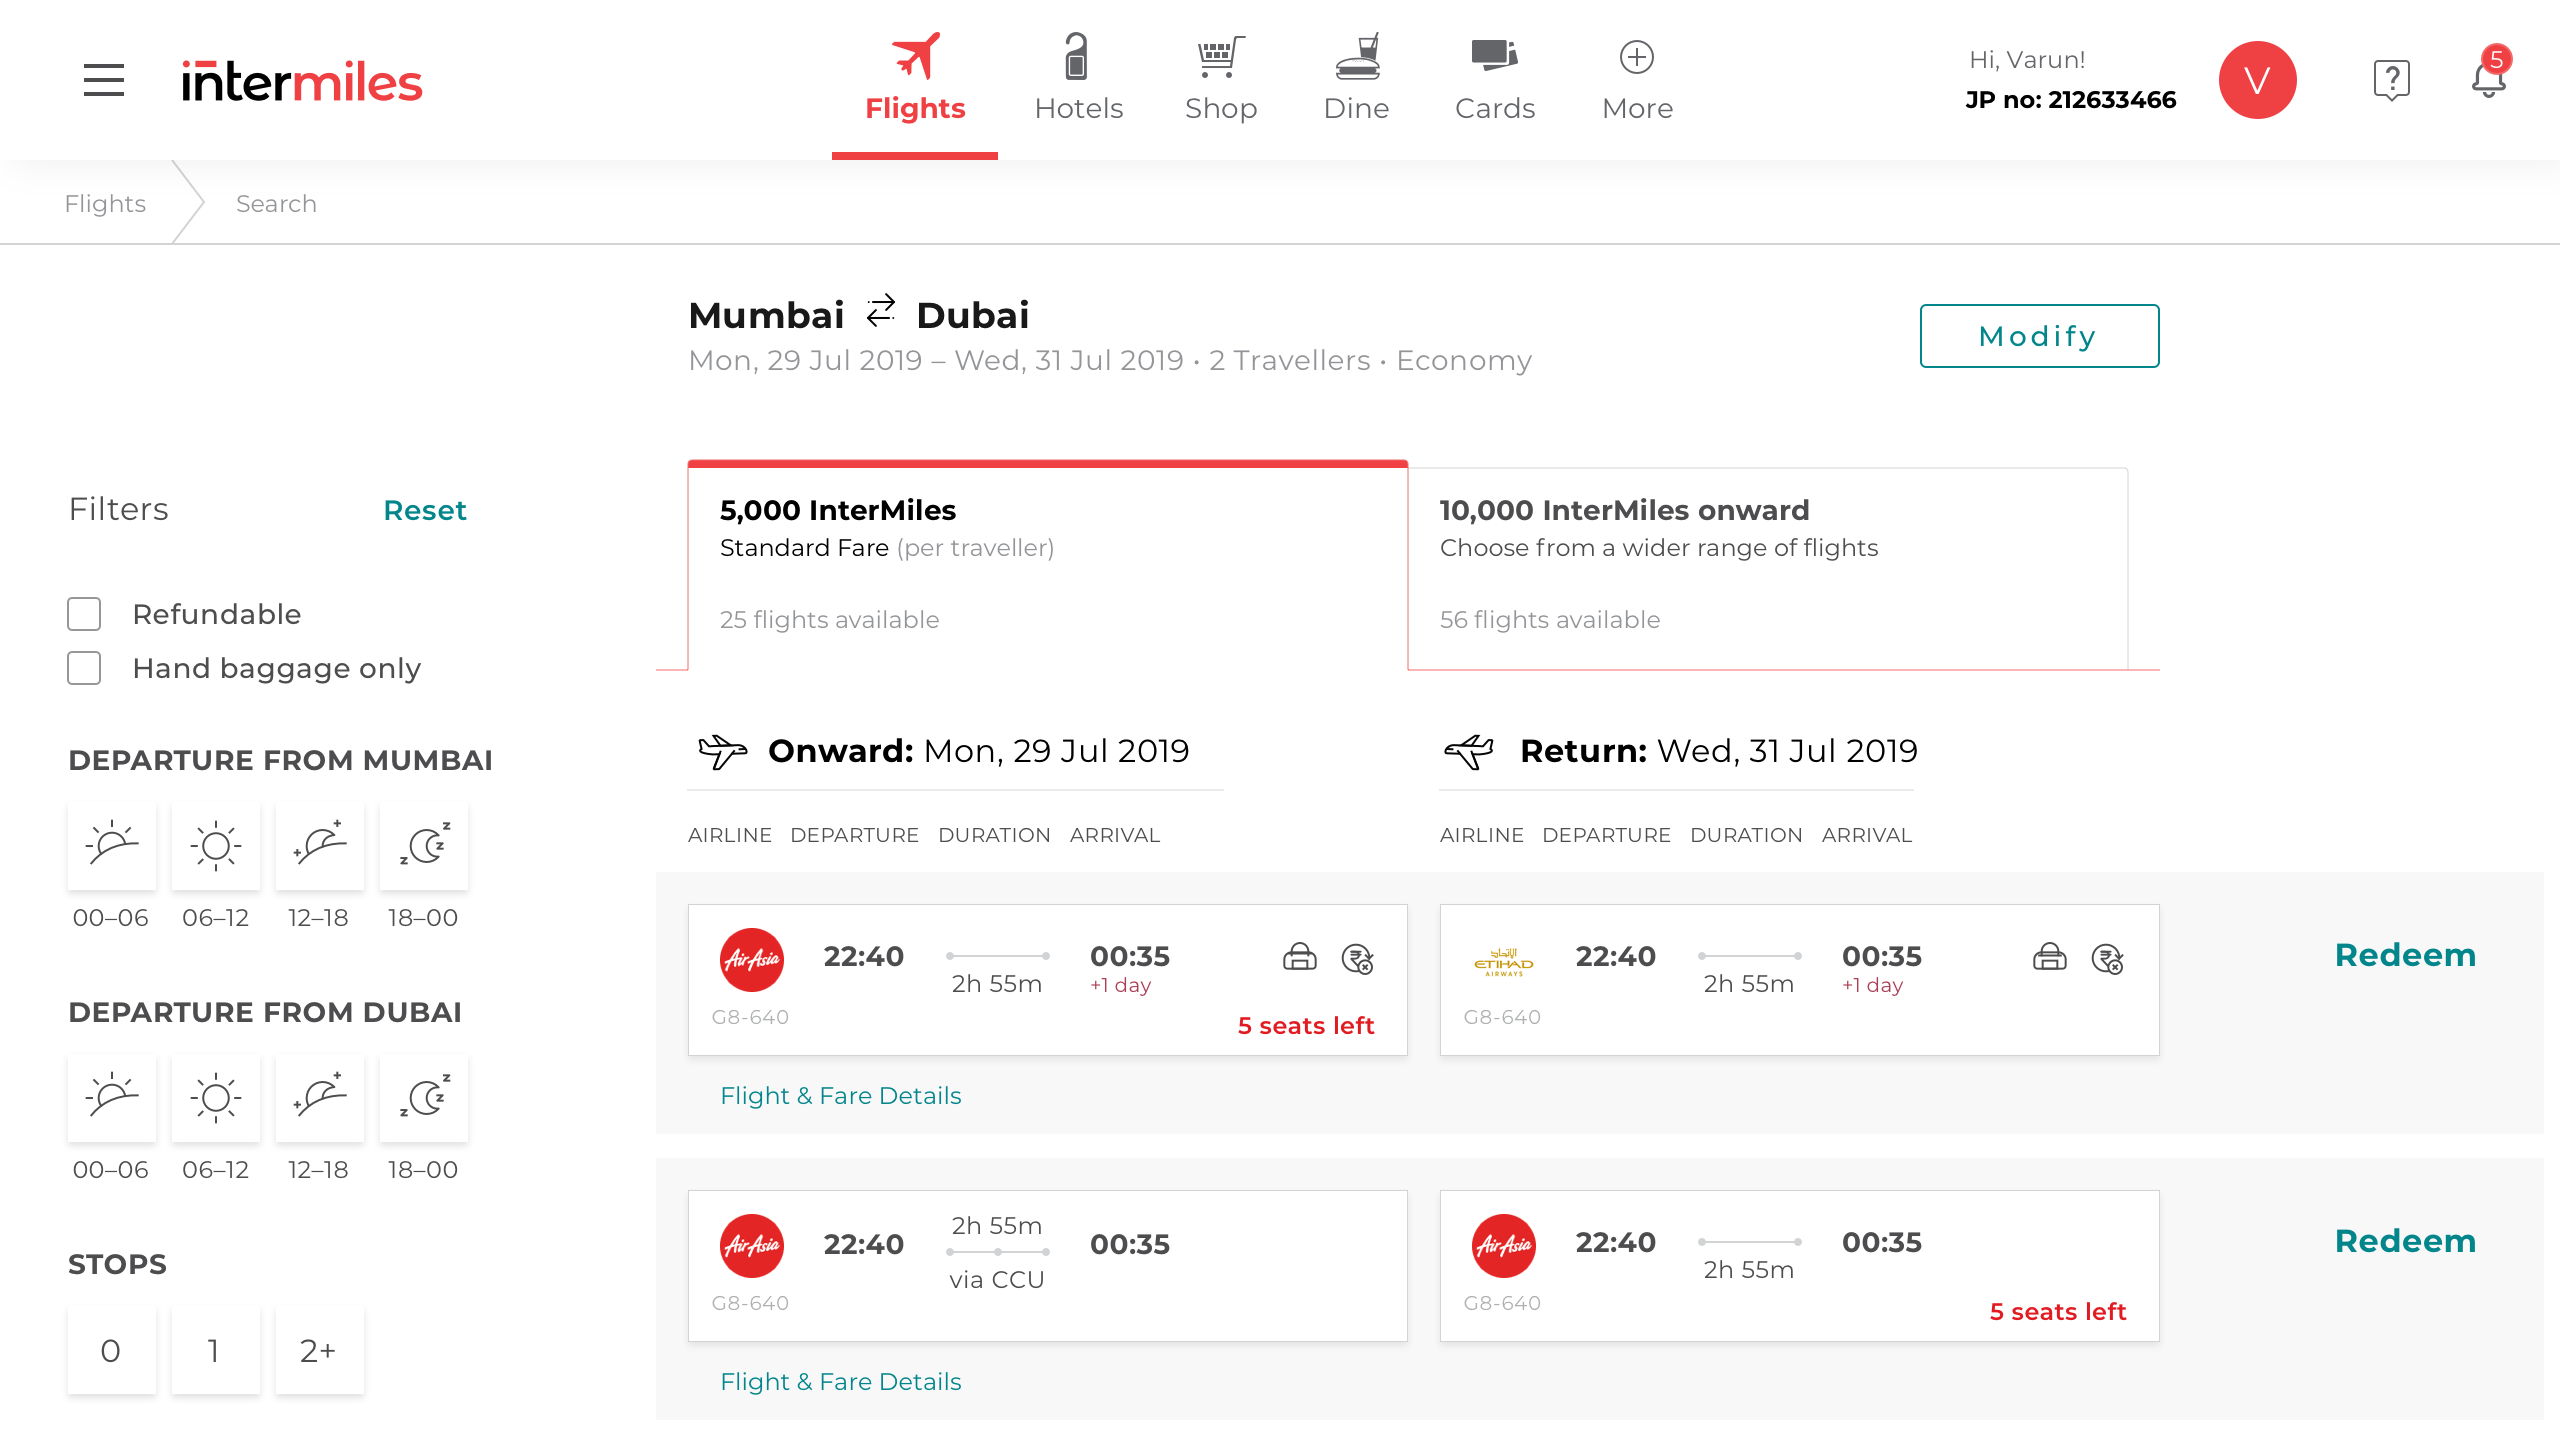 intermiles
Flights
Hotels
Shop
Dine
Cards
More
Hi, Varun!
JP no: 212633466
V
?
5
Flights
Search
Mumbai Dubai
Mon, 29 Jul 2019 – Wed, 31 Jul 2019 • 2 Travellers • Economy
Modify
Filters
Reset
Refundable
Hand baggage only
DEPARTURE FROM MUMBAI
00–06 06–12 12–18 18–00
DEPARTURE FROM DUBAI
00–06 06–12 12–18 18–00
STOPS
0 1 2+
5,000 InterMiles
Standard Fare (per traveller)
25 flights available
10,000 InterMiles onward
Choose from a wider range of flights
56 flights available
Onward: Mon, 29 Jul 2019
AIRLINE DEPARTURE DURATION ARRIVAL
Return: Wed, 31 Jul 2019
AIRLINE DEPARTURE DURATION ARRIVAL
AirAsia
G8-640
22:40
2h 55m
00:35
+1 day
5 seats left
الإتحاد
ETIHAD
AIRWAYS
G8-640
22:40
2h 55m
00:35
+1 day
Redeem
Flight & Fare Details
AirAsia
G8-640
22:40
2h 55m
via CCU
00:35
AirAsia
G8-640
22:40
2h 55m
00:35
5 seats left
Redeem
Flight & Fare Details